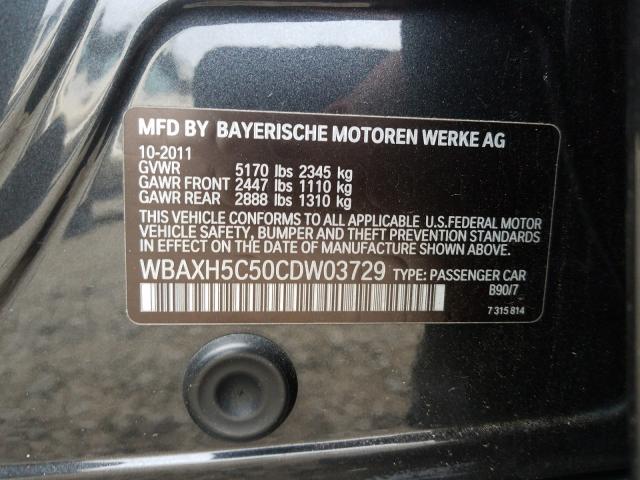 MFD BY BAYERISCHE MOTOREN WERKE AG
10-2011
GVWR 5170 lbs 2345 kg
GAWR FRONT 2447 lbs 1110 kg
GAWR REAR 2888 lbs 1310 kg
THIS VEHICLE CONFORMS TO ALL APPLICABLE U.S.FEDERAL MOTOR
VEHICLE SAFETY, BUMPER AND THEFT PREVENTION STANDARDS
IN EFFECT ON THE DATE OF MANUFACTURE SHOWN ABOVE.
WBAXH5C50CDW03729 TYPE: PASSENGER CAR
B90/7
7 315 814